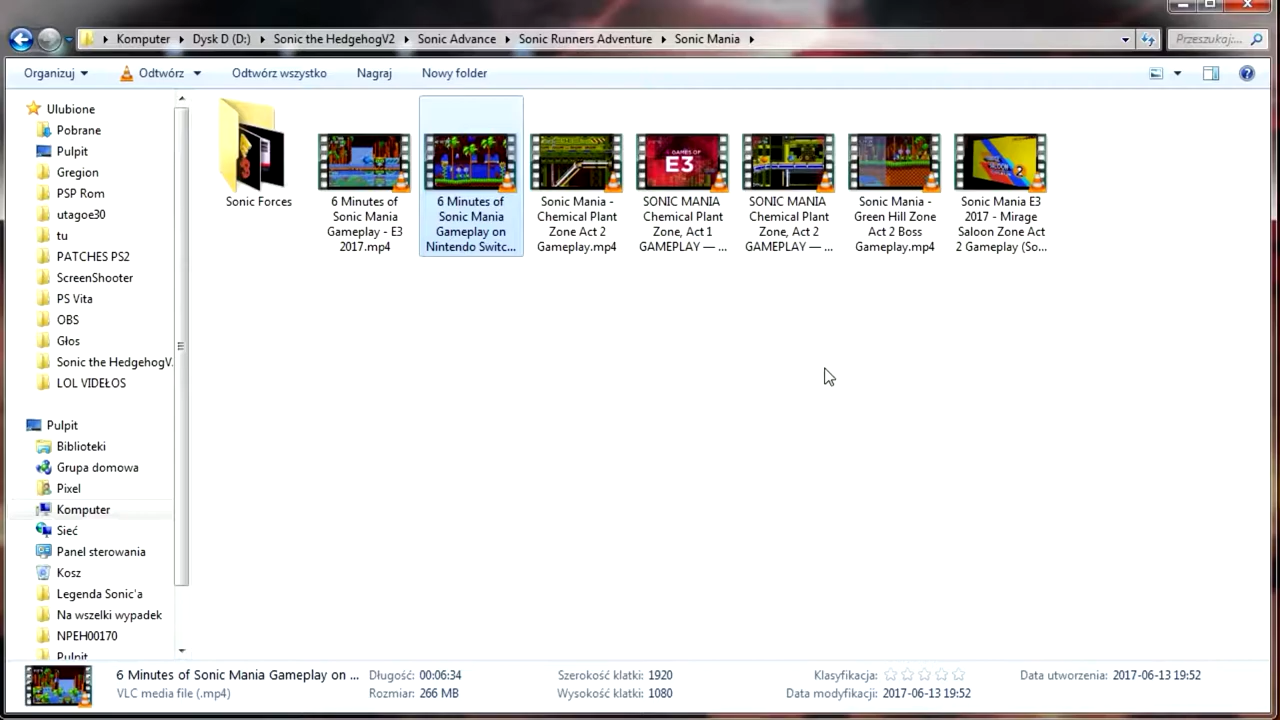 Komputer Dysk D (D:) Sonic the HedgehogV2 Sonic Advance Sonic Runners Adventure Sonic Mania Przeszukaj:...
Organizuj Odtwórz Odtwórz wszystko Nagraj Nowy folder
Ulubione
Pobrane
Pulpit
Gregion
PSP Rom
utagoe30
tu
PATCHES PS2
ScreenShooter
PS Vita
OBS
Głos
Sonic the HedgehogV
LOL VIDEŁOS
Pulpit
Biblioteki
Grupa domowa
Pixel
Komputer
Sieć
Panel sterowania
Kosz
Legenda Sonic'a
Na wszelki wypadek
NPEH00170
Pulpit
Sonic Forces
6 Minutes of
Sonic Mania
Gameplay - E3
2017.mp4
6 Minutes of
Sonic Mania
Gameplay on
Nintendo Switc...
Sonic Mania -
Chemical Plant
Zone Act 2
Gameplay.mp4
GAMES OF
E3
SONIC MANIA
Chemical Plant
Zone, Act 1
GAMEPLAY — ...
SONIC MANIA
Chemical Plant
Zone, Act 2
GAMEPLAY — ...
Sonic Mania -
Green Hill Zone
Act 2 Boss
Gameplay.mp4
Sonic Mania E3
2017 - Mirage
Saloon Zone Act
2 Gameplay (So...
6 Minutes of Sonic Mania Gameplay on ... Długość: 00:06:34 Szerokość klatki: 1920 Klasyfikacja: Data utworzenia: 2017-06-13 19:52
VLC media file (.mp4) Rozmiar: 266 MB Wysokość klatki: 1080 Data modyfikacji: 2017-06-13 19:52